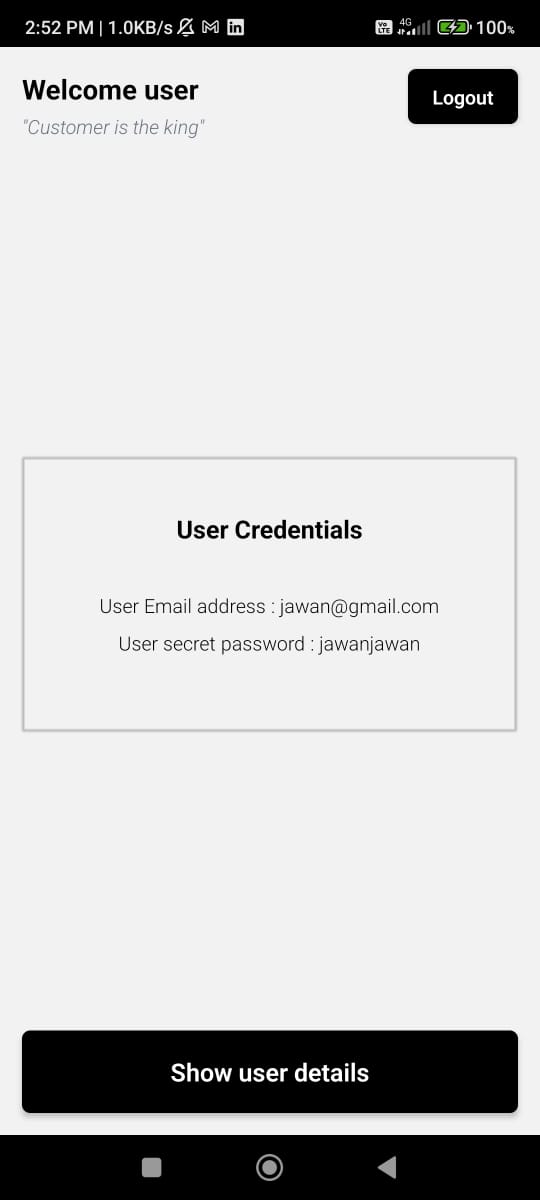 2:52 PM | 1.0KB/s M in Vo LTE 4G 100%
Welcome user
Logout
"Customer is the king"
User Credentials
User Email address : jawan@gmail.com
User secret password : jawanjawan
Show user details